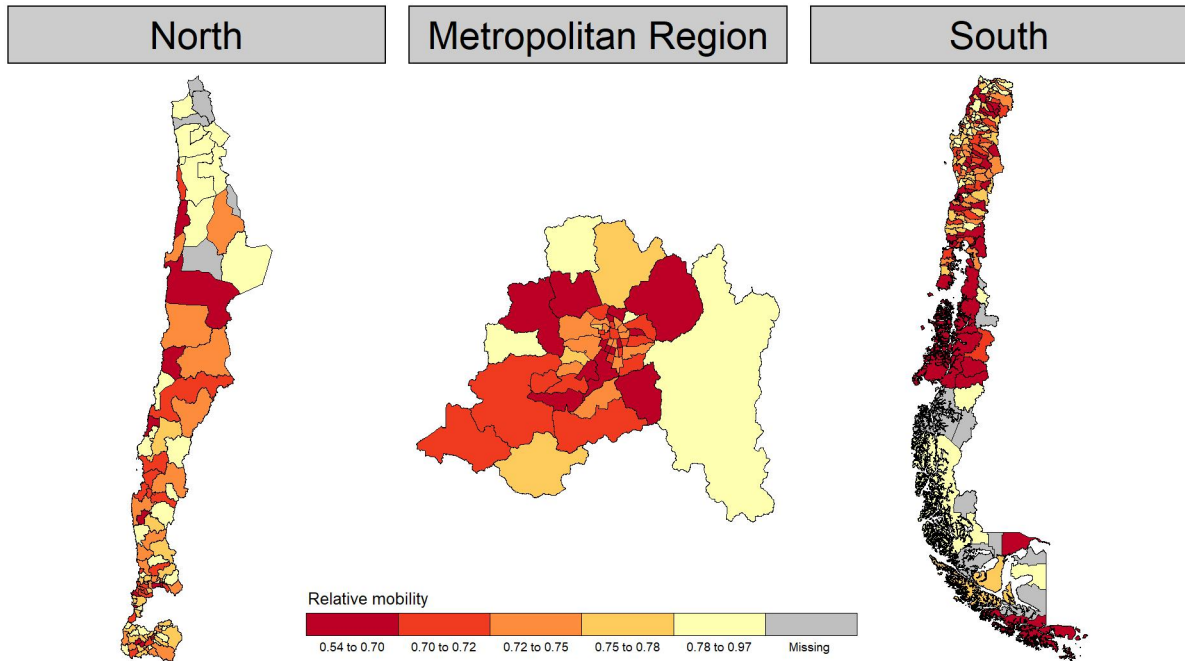 North
Metropolitan Region
South
Relative mobility
0.54 to 0.70
0.70 to 0.72
0.72 to 0.75
0.75 to 0.78
0.78 to 0.97
Missing